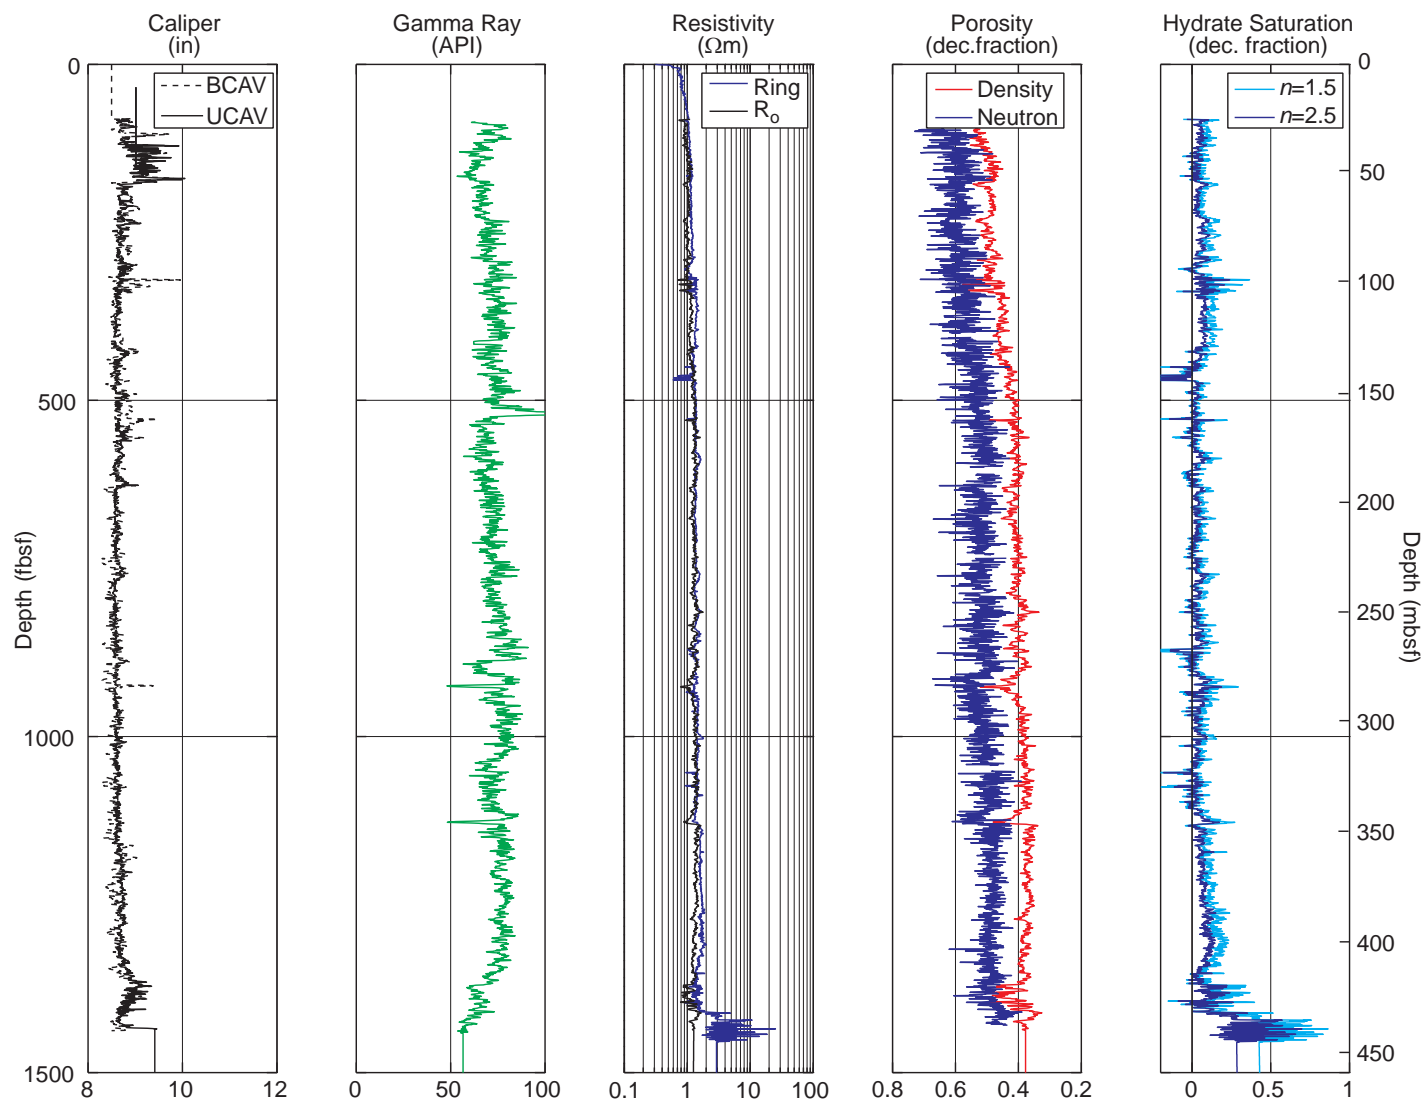 Caliper
(in)
Gamma Ray
(API)
Resistivity
(Ωm)
Porosity
(dec.fraction)
Hydrate Saturation
(dec. fraction)
BCAV
UCAV
Ring
Ro
Density
Neutron
n=1.5
n=2.5
0
500
1000
1500
Depth (fbsf)
0
50
100
150
200
250
300
350
400
450
Depth (mbsf)
8 10 12
0 50 100
0.1 1 10 100
0.8 0.6 0.4 0.2
0 0.5 1